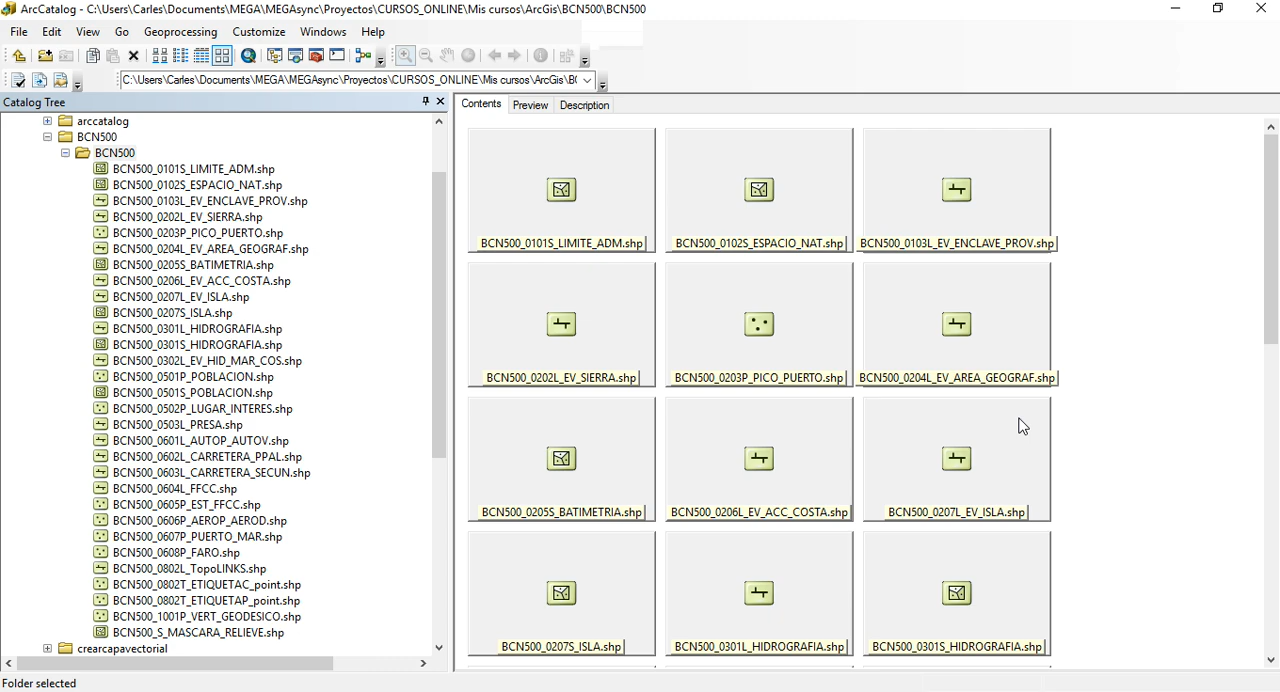 ArcCatalog - C:\Users\Carles\Documents\MEGA\MEGAsync\Proyectos\CURSOS_ONLINE\Mis cursos\ArcGis\BCN500\BCN500
File Edit View Go Geoprocessing Customize Windows Help
C:\Users\Carles\Documents\MEGA\MEGAsync\Proyectos\CURSOS_ONLINE\Mis cursos\ArcGis\B(
Catalog Tree
arccatalog
BCN500
BCN500
BCN500_0101S_LIMITE_ADM.shp
BCN500_0102S_ESPACIO_NAT.shp
BCN500_0103L_EV_ENCLAVE_PROV.shp
BCN500_0202L_EV_SIERRA.shp
BCN500_0203P_PICO_PUERTO.shp
BCN500_0204L_EV_AREA_GEOGRAF.shp
BCN500_0205S_BATIMETRIA.shp
BCN500_0206L_EV_ACC_COSTA.shp
BCN500_0207L_EV_ISLA.shp
BCN500_0207S_ISLA.shp
BCN500_0301L_HIDROGRAFIA.shp
BCN500_0301S_HIDROGRAFIA.shp
BCN500_0302L_EV_HID_MAR_COS.shp
BCN500_0501P_POBLACION.shp
BCN500_0501S_POBLACION.shp
BCN500_0502P_LUGAR_INTERES.shp
BCN500_0503L_PRESA.shp
BCN500_0601L_AUTOP_AUTOV.shp
BCN500_0602L_CARRETERA_PPAL.shp
BCN500_0603L_CARRETERA_SECUN.shp
BCN500_0604L_FFCC.shp
BCN500_0605P_EST_FFCC.shp
BCN500_0606P_AEROP_AEROD.shp
BCN500_0607P_PUERTO_MAR.shp
BCN500_0608P_FARO.shp
BCN500_0802L_TopoLINKS.shp
BCN500_0802T_ETIQUETAC_point.shp
BCN500_0802T_ETIQUETAP_point.shp
BCN500_1001P_VERT_GEODESICO.shp
BCN500_S_MASCARA_RELIEVE.shp
crearcapavectorial
Contents Preview Description
BCN500_0101S_LIMITE_ADM.shp BCN500_0102S_ESPACIO_NAT.shp BCN500_0103L_EV_ENCLAVE_PROV.shp
BCN500_0202L_EV_SIERRA.shp BCN500_0203P_PICO_PUERTO.shp BCN500_0204L_EV_AREA_GEOGRAF.shp
BCN500_0205S_BATIMETRIA.shp BCN500_0206L_EV_ACC_COSTA.shp BCN500_0207L_EV_ISLA.shp
BCN500_0207S_ISLA.shp BCN500_0301L_HIDROGRAFIA.shp BCN500_0301S_HIDROGRAFIA.shp
Folder selected